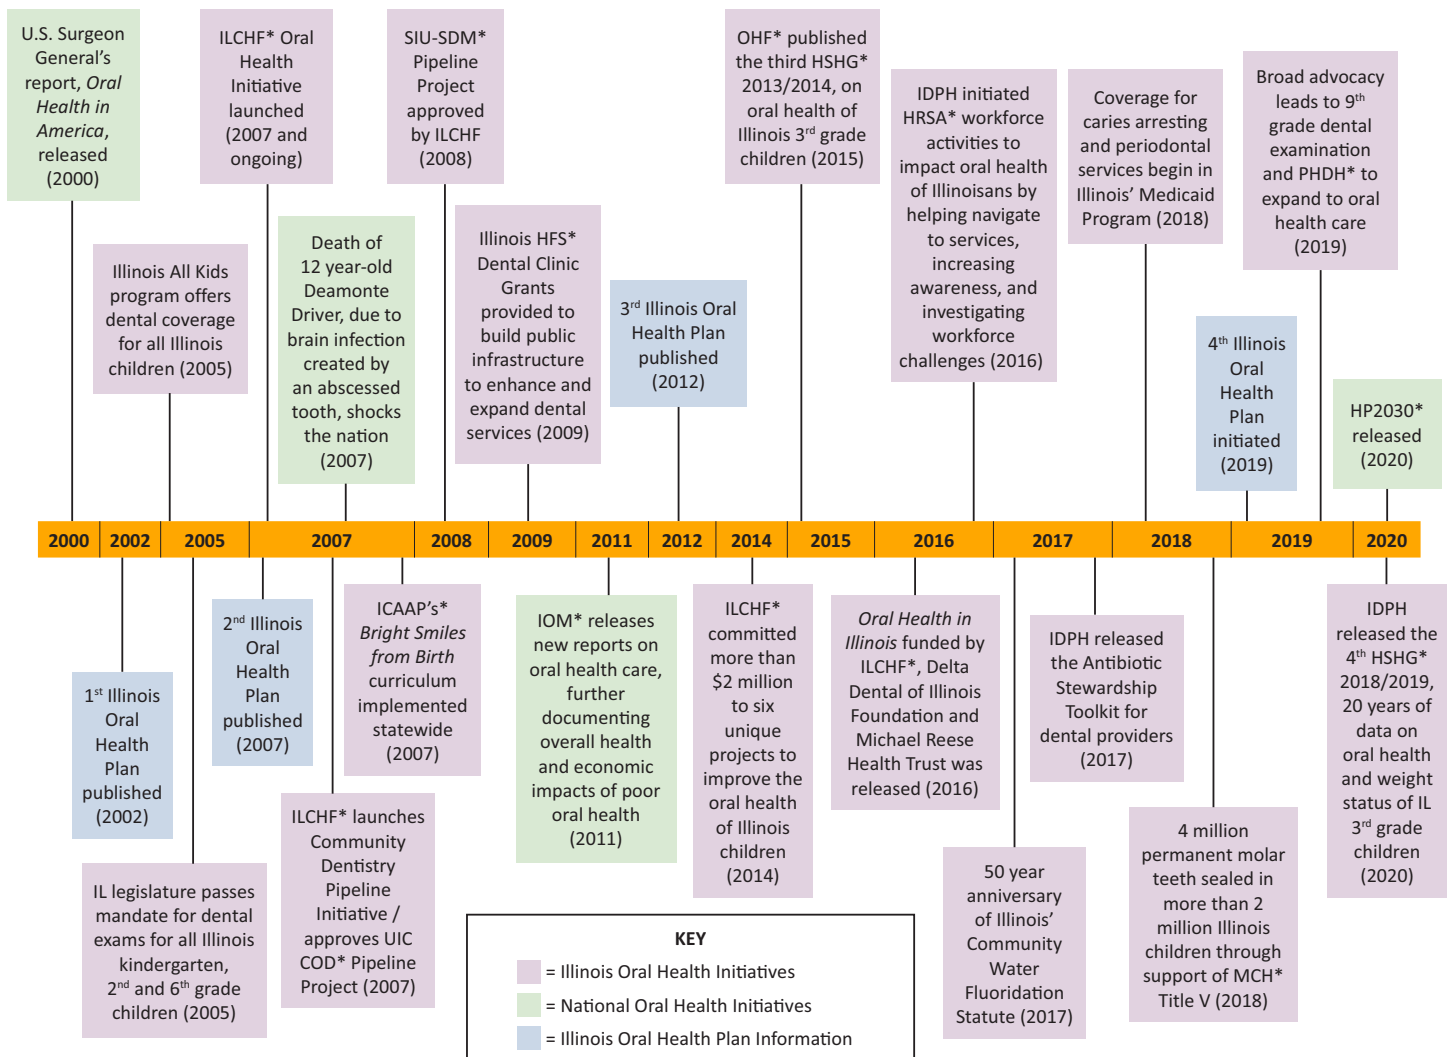 U.S. Surgeon
General’s
report, Oral
Health in
America,
released
(2000)
ILCHF* Oral
Health
Initiative
launched
(2007 and
ongoing)
SIU-SDM*
Pipeline
Project
approved
by ILCHF
(2008)
OHF* published
the third HSHG*
2013/2014, on
oral health of
Illinois 3rd grade
children (2015)
IDPH initiated
HRSA* workforce
activities to
impact oral health
of Illinoisans by
helping navigate
to services,
increasing
awareness, and
investigating
workforce
challenges (2016)
Coverage for
caries arresting
and periodontal
services begin in
Illinois’ Medicaid
Program (2018)
Broad advocacy
leads to 9th
grade dental
examination
and PHDH* to
expand to oral
health care
(2019)
Illinois All Kids
program offers
dental coverage
for all Illinois
children (2005)
Death of
12 year-old
Deamonte
Driver, due to
brain infection
created by
an abscessed
tooth, shocks
the nation
(2007)
Illinois HFS*
Dental Clinic
Grants
provided to
build public
infrastructure
to enhance and
expand dental
services (2009)
3rd Illinois Oral
Health Plan
published
(2012)
4th Illinois
Oral
Health
Plan
initiated
(2019)
HP2030*
released
(2020)
2000 2002 2005 2007 2008 2009 2011 2012 2014 2015 2016 2017 2018 2019 2020
1st Illinois
Oral
Health
Plan
published
(2002)
IL legislature passes
mandate for dental
exams for all Illinois
kindergarten,
2nd and 6th grade
children (2005)
2nd Illinois
Oral
Health
Plan
published
(2007)
ILCHF* launches
Community
Dentistry
Pipeline
Initiative /
approves UIC
COD* Pipeline
Project (2007)
ICAAP’s*
Bright Smiles
from Birth
curriculum
implemented
statewide
(2007)
IOM* releases
new reports on
oral health care,
further
documenting
overall health
and economic
impacts of poor
oral health
(2011)
ILCHF*
committed
more than
$2 million
to six
unique
projects to
improve the
oral health
of Illinois
children
(2014)
Oral Health in
Illinois funded by
ILCHF*, Delta
Dental of Illinois
Foundation and
Michael Reese
Health Trust was
released (2016)
50 year
anniversary
of Illinois’
Community
Water
Fluoridation
Statute (2017)
IDPH released
the Antibiotic
Stewardship
Toolkit for
dental providers
(2017)
4 million
permanent molar
teeth sealed in
more than 2
million Illinois
children through
support of MCH*
Title V (2018)
IDPH
released the
4th HSHG*
2018/2019,
20 years of
data on
oral health
and weight
status of IL
3rd grade
children
(2020)
KEY
= Illinois Oral Health Initiatives
= National Oral Health Initiatives
= Illinois Oral Health Plan Information